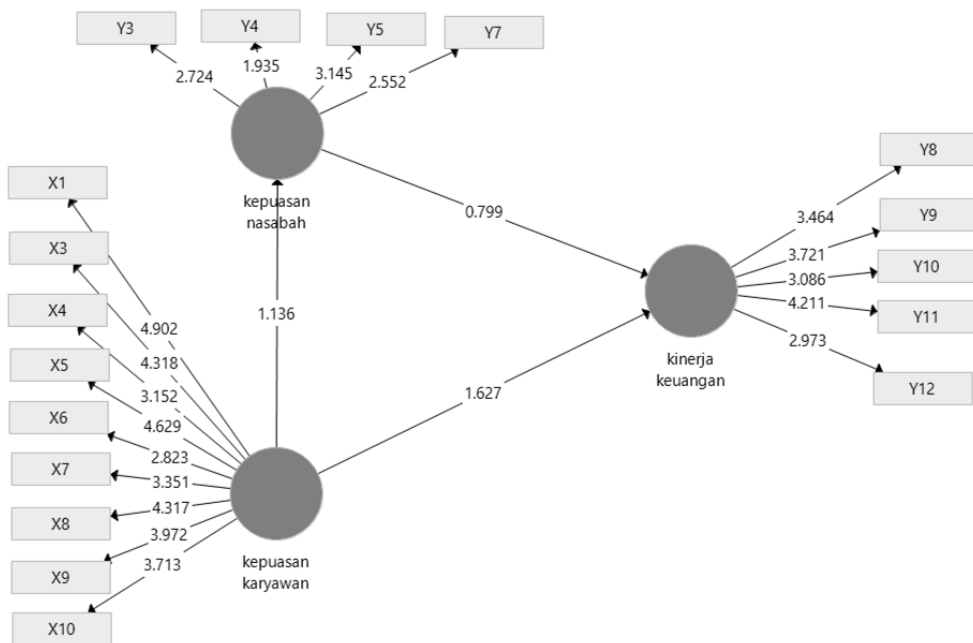 Y3
Y4
Y5
Y7
2.724
1.935
3.145
2.552
kepuasan
nasabah
X1
X3
X4
X5
X6
X7
X8
X9
X10
4.902
4.318
3.152
4.629
2.823
3.351
4.317
3.972
3.713
kepuasan
karyawan
1.136
0.799
1.627
kinerja
keuangan
3.464
3.721
3.086
4.211
2.973
Y8
Y9
Y10
Y11
Y12